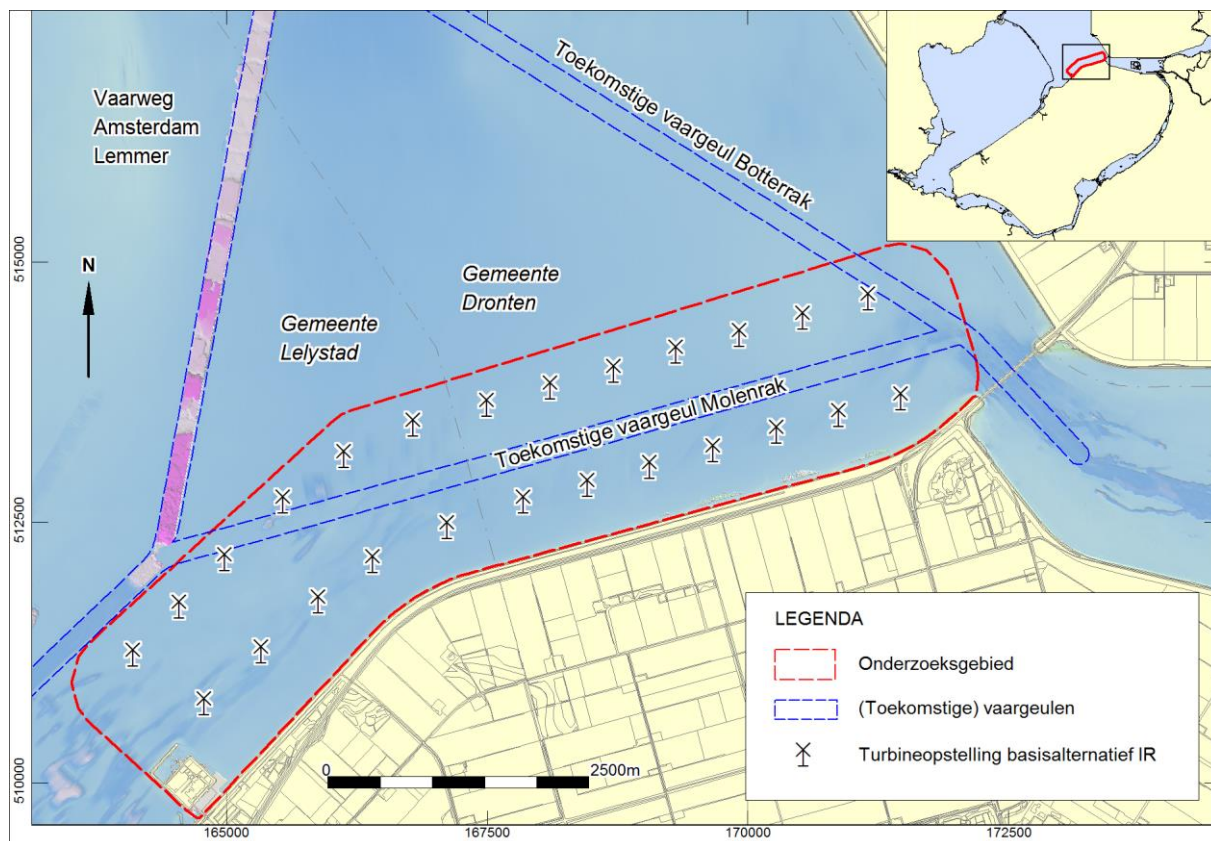 Vaarweg
Amsterdam
Lemmer
Toekomstige vaargeul Botterrak
N
Gemeente
Dronten
Gemeente
Lelystad
Toekomstige vaargeul Molenrak
515000
512500
510000
0
2500m
LEGENDA
Onderzoeksgebied
(Toekomstige) vaargeulen
Turbineopstelling basisalternatief IR
165000
167500
170000
172500